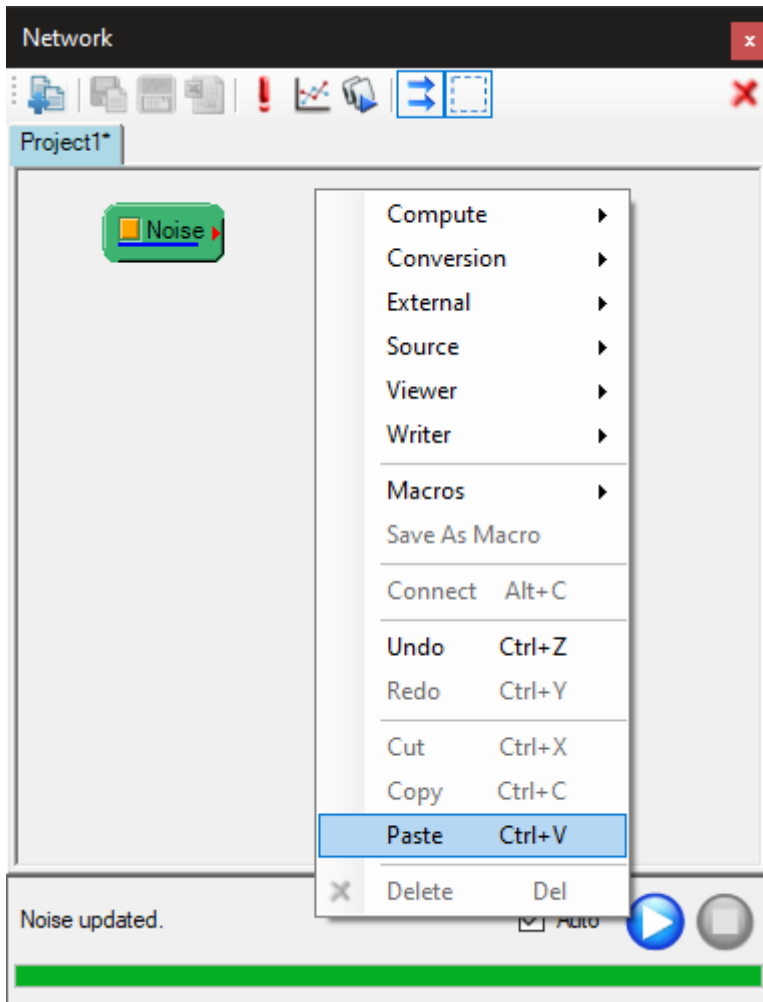 Network
Project1*
Noise
Compute
Conversion
External
Source
Viewer
Writer
Macros
Save As Macro
Connect Alt+C
Undo Ctrl+Z
Redo Ctrl+Y
Cut Ctrl+X
Copy Ctrl+C
Paste Ctrl+V
Delete Del
Noise updated. Auto